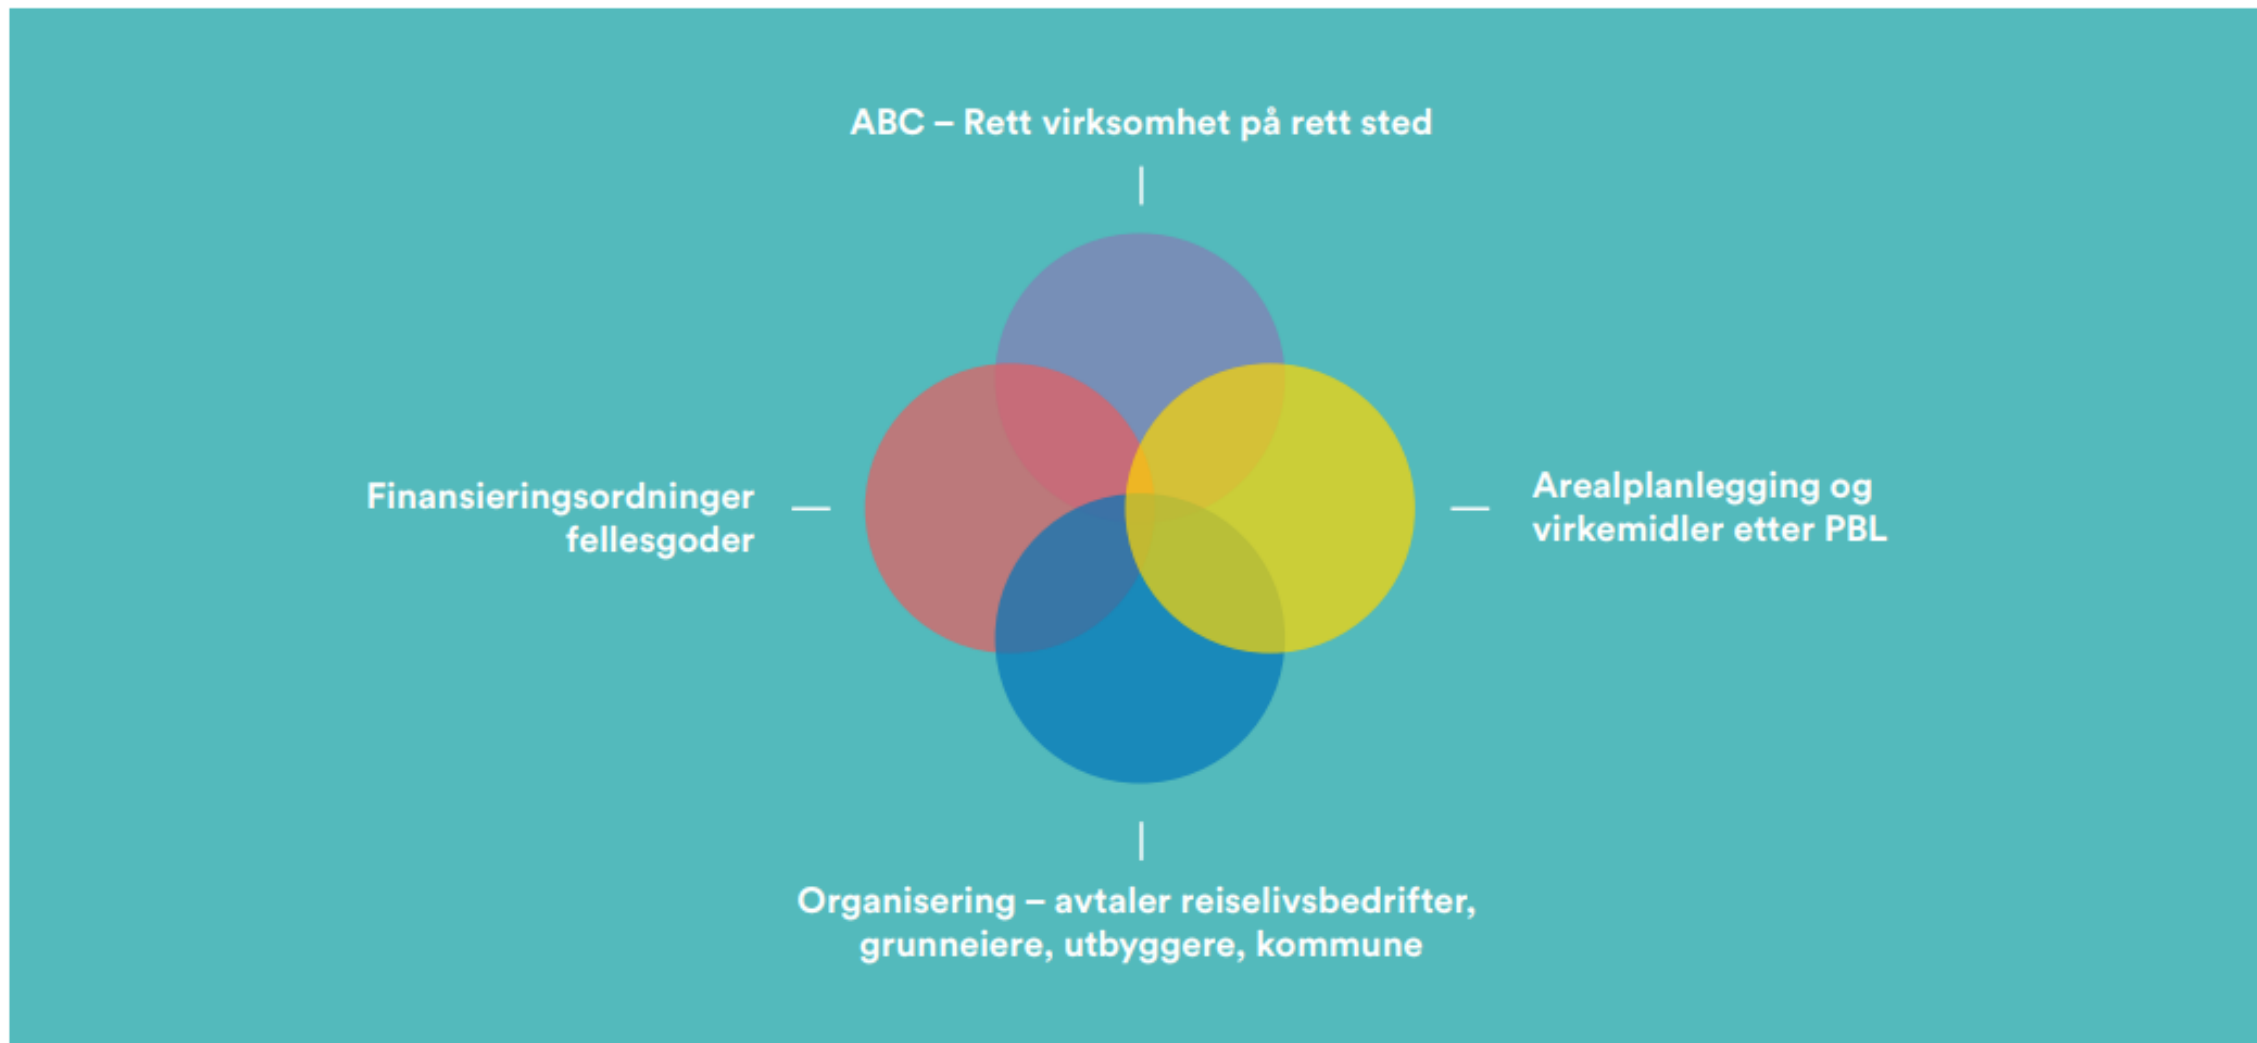 ABC – Rett virksomhet på rett sted
Finansieringsordninger
fellesgoder
Arealplanlegging og
virkemidler etter PBL
Organisering – avtaler reiselivsbedrifter,
grunneiere, utbyggere, kommune